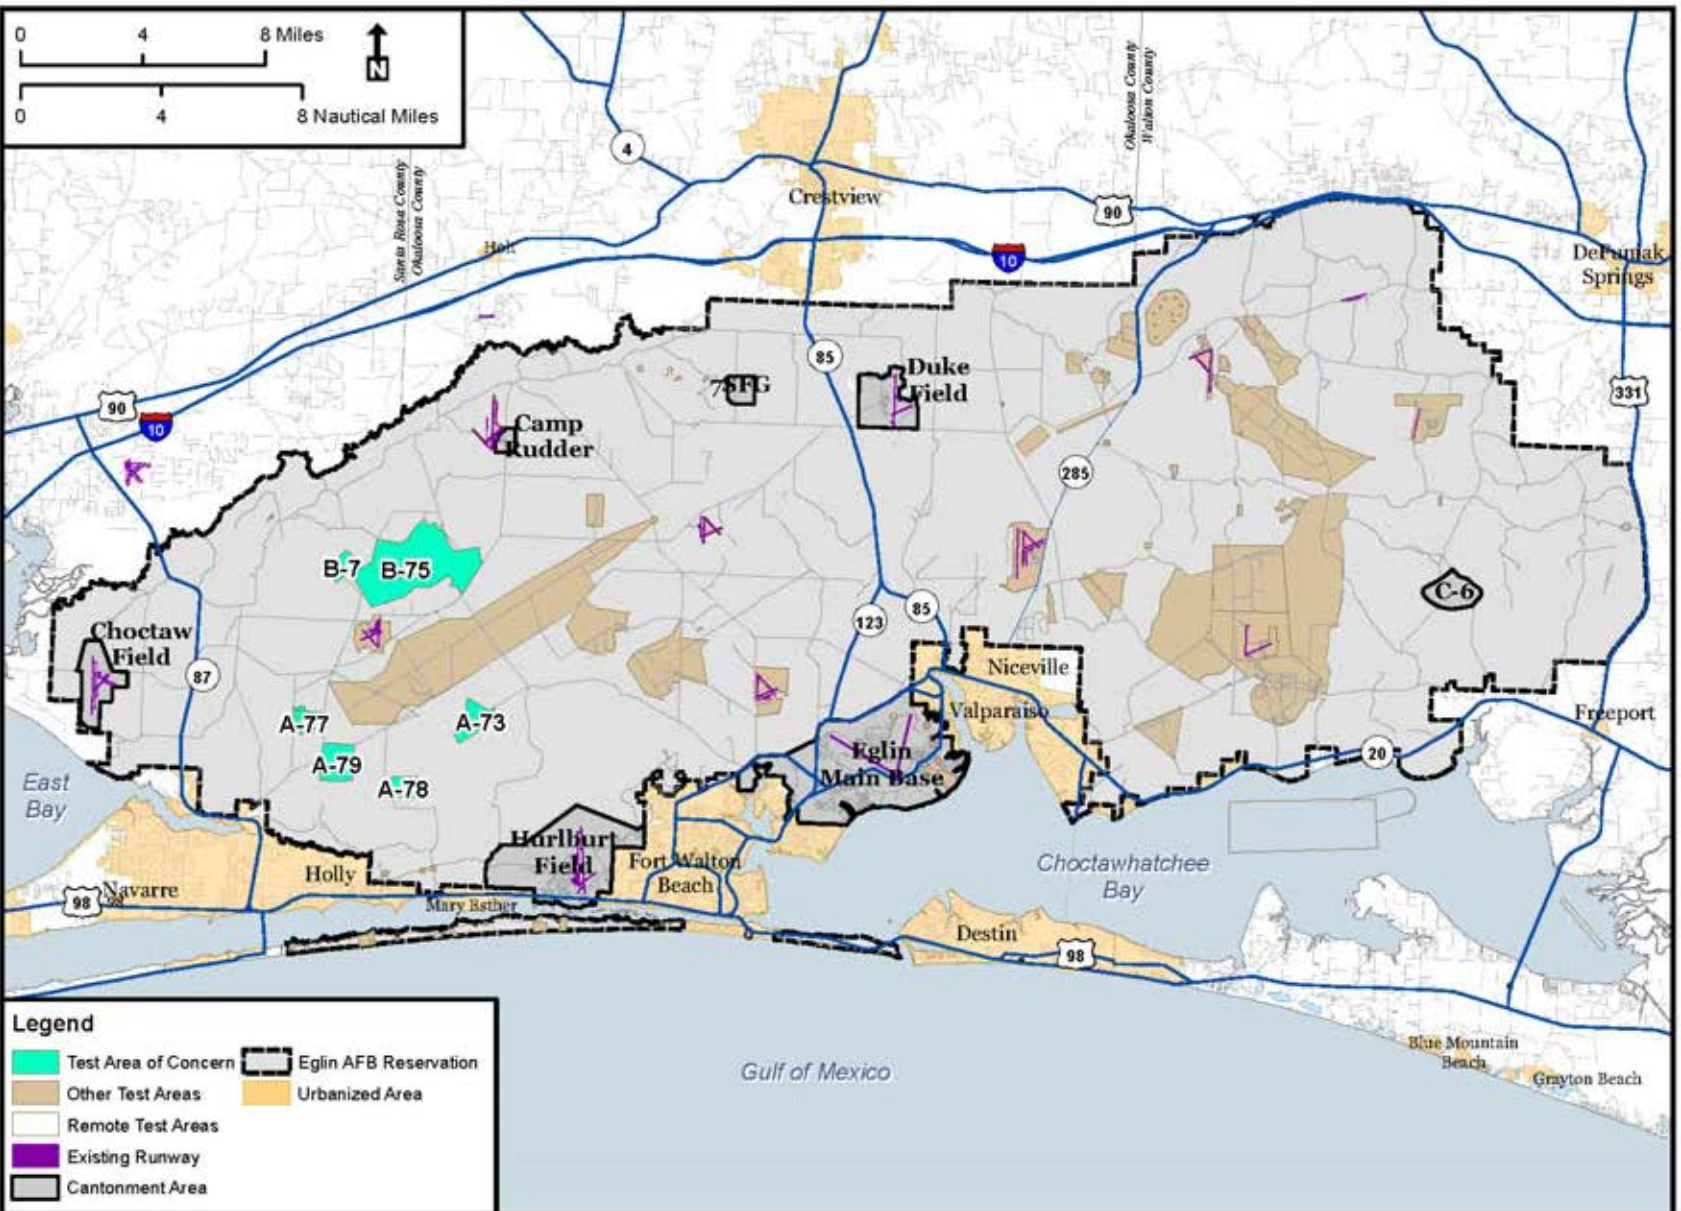 0 4 8 Miles
N
0 4 8 Nautical Miles
Okaloosa County
Walton County
Santa Rosa County
Okaloosa County
4
Crestview
90
Holt
10
DeFuniak
Springs
85
Duke
Field
7SFG
90
10
331
Camp
Rudder
285
B-7
B-75
C-6
123
85
Choctaw
Field
87
Niceville
A-77
A-73
Valparaiso
Freeport
Eglin
Main Base
20
A-79
A-78
East
Bay
Hurlburt
Field
Fort Walton
Beach
Choctawhatchee
Bay
Holly
Navarre
98
98
Mary Esther
Destin
98
Legend
Test Area of Concern
Eglin AFB Reservation
Other Test Areas
Urbanized Area
Remote Test Areas
Existing Runway
Cantonment Area
Gulf of Mexico
Blue Mountain
Beach
Grayton Beach